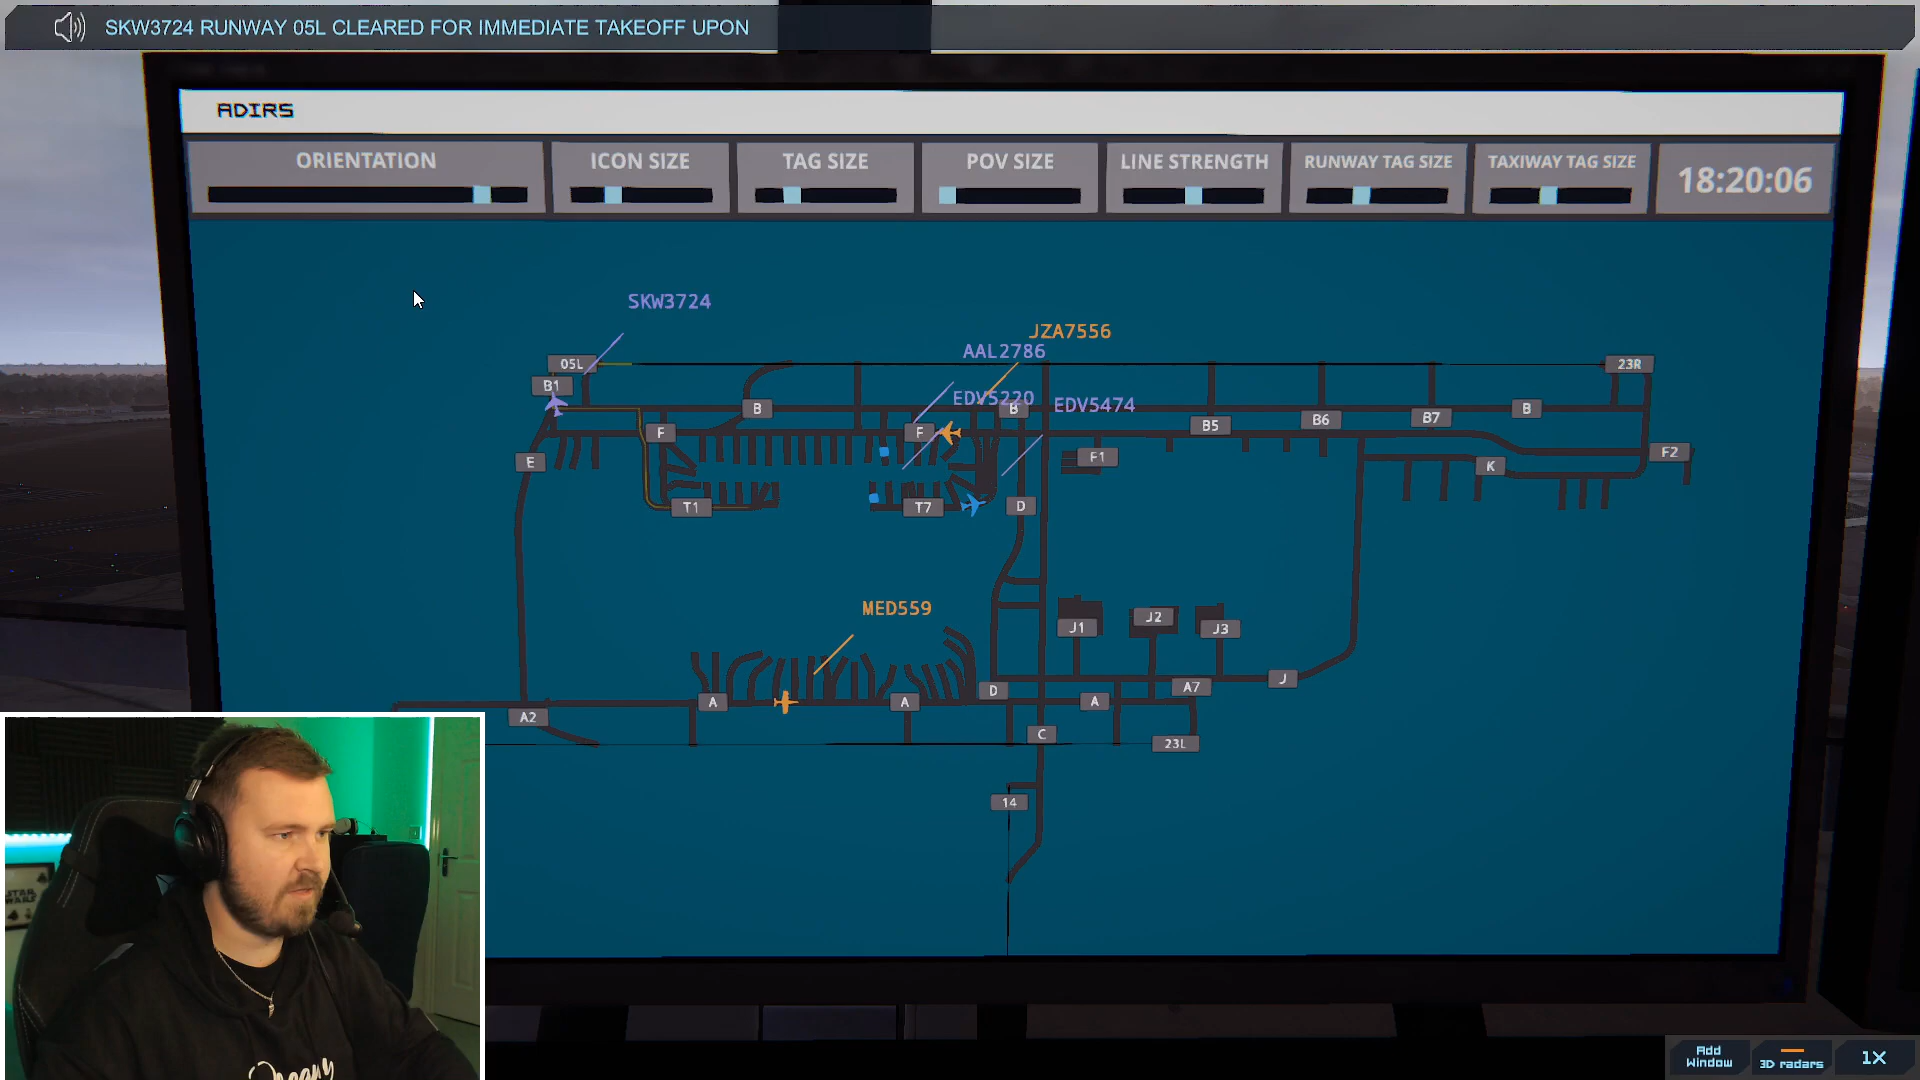 SKW3724 RUNWAY 05L CLEARED FOR IMMEDIATE TAKEOFF UPON
ADIRS
ORIENTATION
ICON SIZE
TAG SIZE
POV SIZE
LINE STRENGTH
RUNWAY TAG SIZE
TAXIWAY TAG SIZE
18:20:06
SKW3724
JZA7556
AAL2786
05L
23R
B1
EDV5220
EDV5474
B
B
B5
B6
B7
B
F
F
E
F1
K
F2
T1
T7
D
MED559
J1
J2
J3
A
A
D
A
A7
J
A2
C
23L
14
STAR
WARS
Add
Window
3D radars
1X